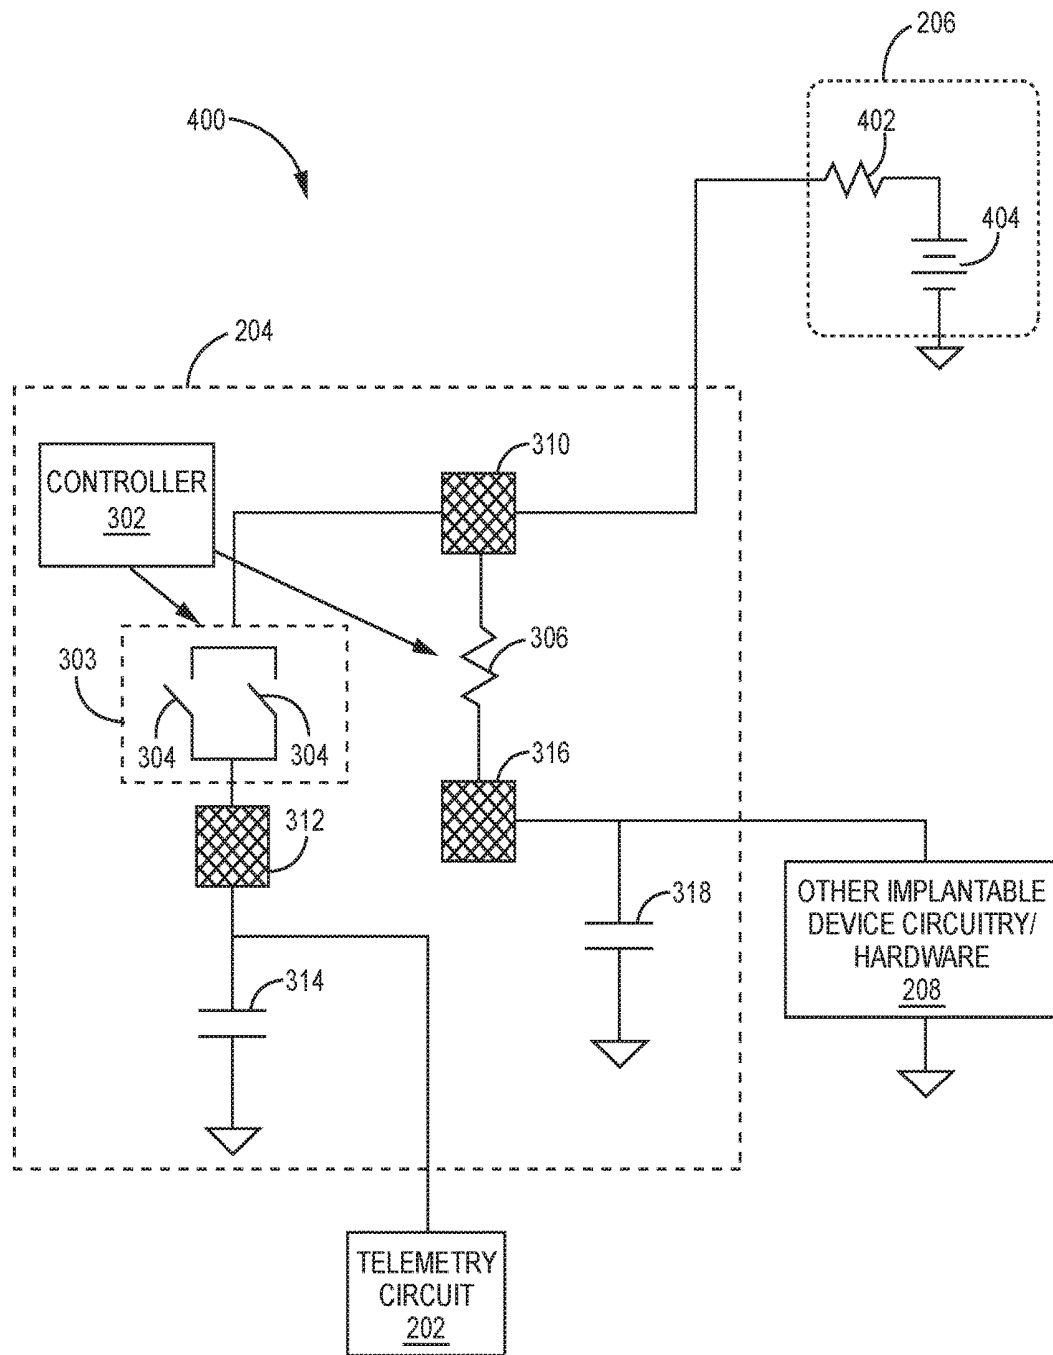 206
400
402
404
204
310
CONTROLLER
302
306
303
304
304
316
312
318
OTHER IMPLANTABLE
DEVICE CIRCUITRY/
HARDWARE
208
314
TELEMETRY
CIRCUIT
202